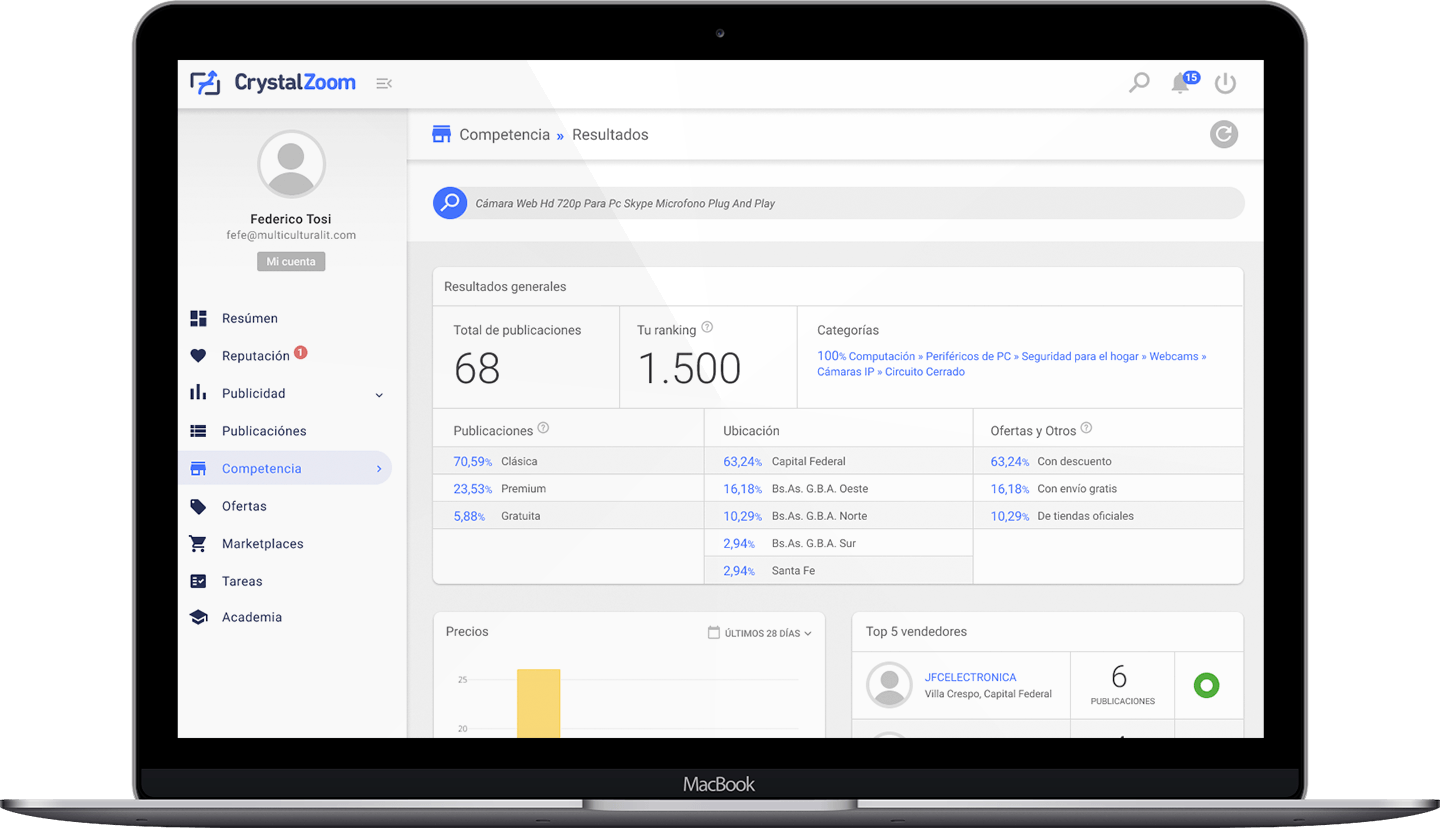 CrystalZoom
15
Federico Tosi
fefe@multiculturalit.com
Mi cuenta
Resúmen
Reputación 1
Publicidad
Publicaciónes
Competencia
Ofertas
Marketplaces
Tareas
Academia
Competencia » Resultados
Cámara Web Hd 720p Para Pc Skype Microfono Plug And Play
Resultados generales
Total de publicaciones
68
Tu ranking ?
1.500
Categorías
100% Computación » Periféricos de PC » Seguridad para el hogar » Webcams »
Cámaras IP » Circuito Cerrado
Publicaciones ?
70,59% Clásica
23,53% Premium
5,88% Gratuita
Ubicación
63,24% Capital Federal
16,18% Bs.As. G.B.A. Oeste
10,29% Bs.As. G.B.A. Norte
2,94% Bs.As. G.B.A. Sur
2,94% Santa Fe
Ofertas y Otros ?
63,24% Con descuento
16,18% Con envío gratis
10,29% De tiendas oficiales
Precios
ÚLTIMOS 28 DÍAS
25
20
Top 5 vendedores
JFCELECTRONICA
Villa Crespo, Capital Federal
6
PUBLICACIONES
MacBook